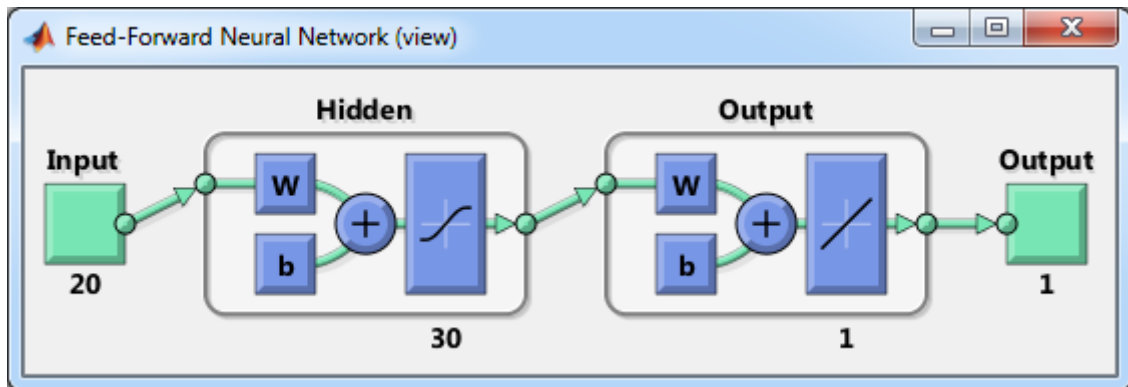 Feed-Forward Neural Network (view)
Hidden
Output
Input
Output
W
b
W
b
20
30
1
1